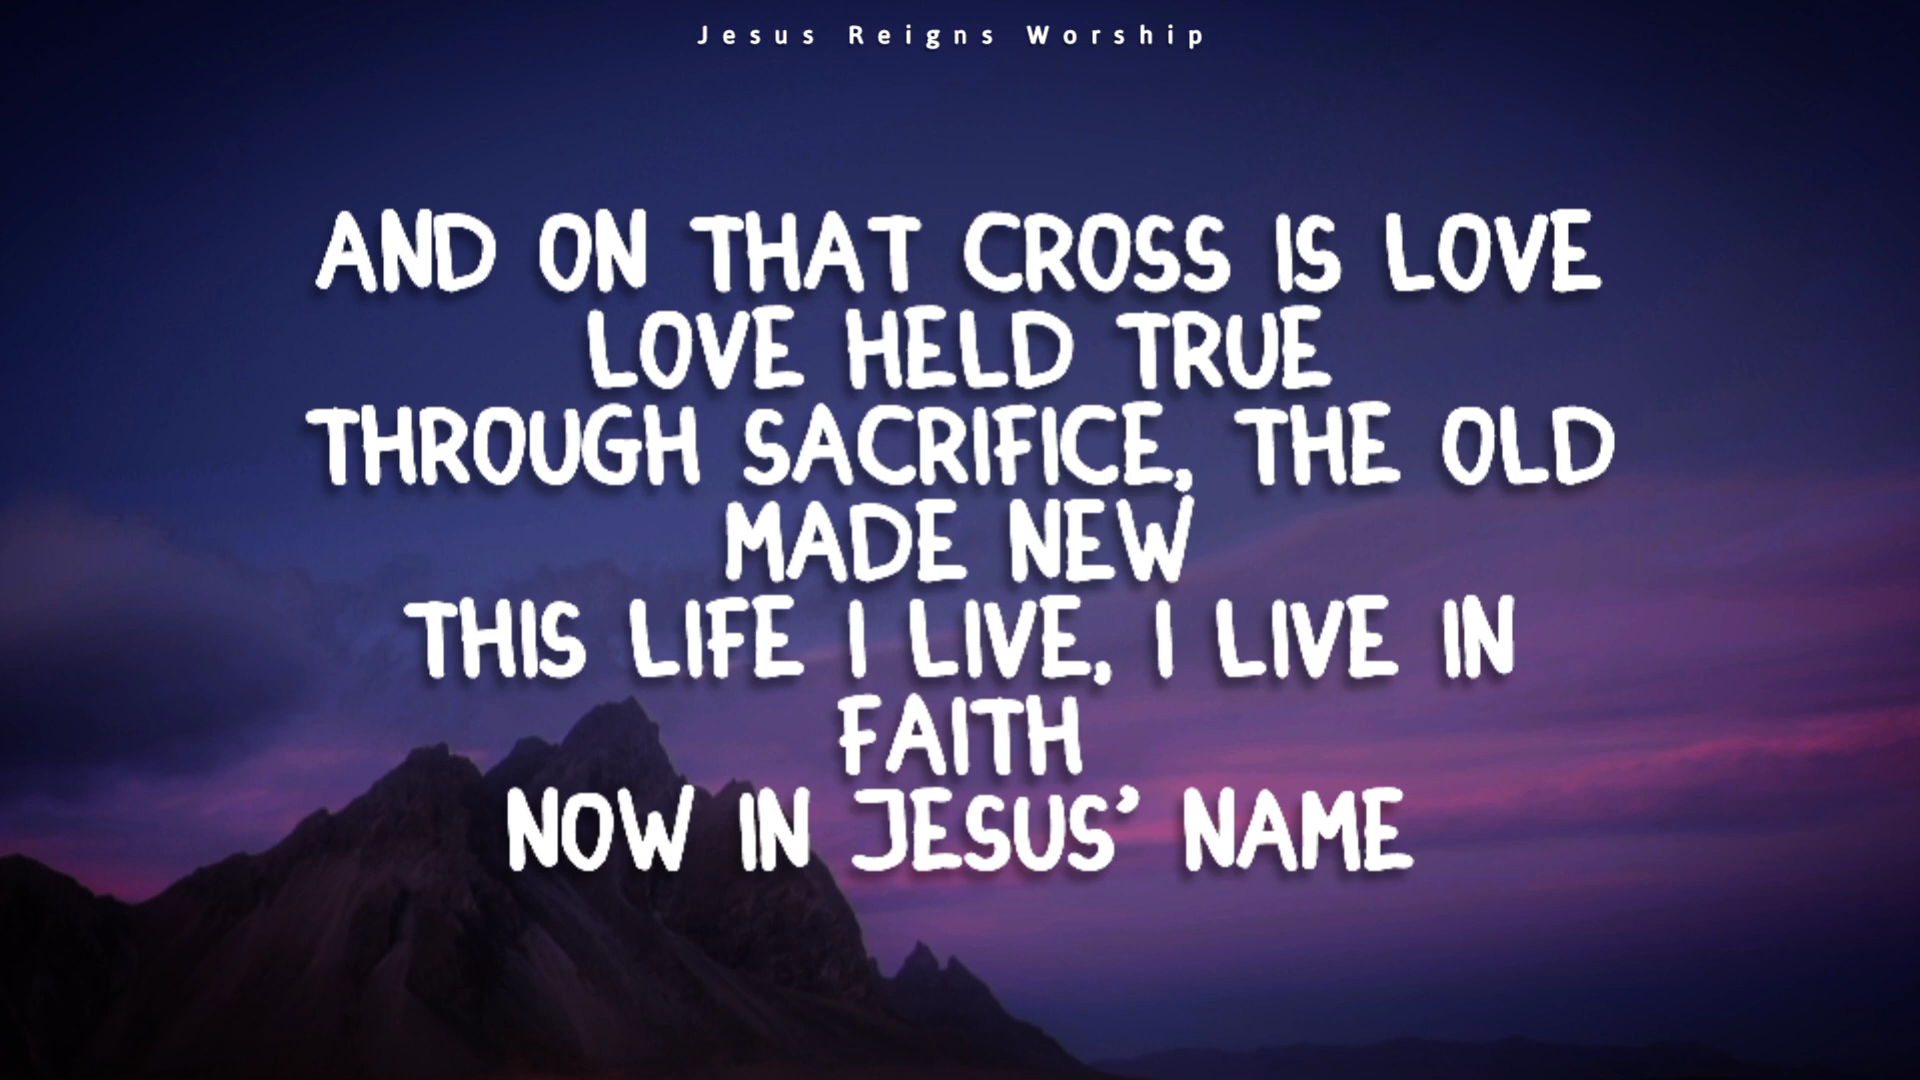 Jesus Reigns Worship
AND ON THAT CROSS IS LOVE
LOVE HELD TRUE
THROUGH SACRIFICE, THE OLD
MADE NEW
THIS LIFE I LIVE, I LIVE IN
FAITH
NOW IN JESUS’ NAME